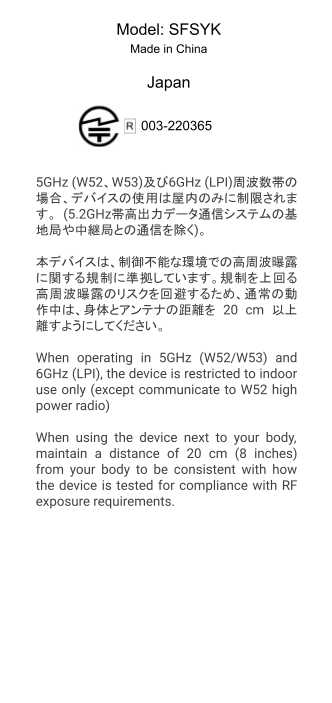 Model: SFSYK
Made in China
Japan
R 003-220365
5GHz (W52、W53)及び6GHz (LPI)周波数帯の
場合、デバイスの使用は屋内のみに制限されま
す。 (5.2GHz帯高出力データ通信システムの基
地局や中継局との通信を除く)。
本デバイスは、制御不能な環境での高周波曝露
に関する規制に準拠しています。規制を上回る
高周波曝露のリスクを回避するため、通常の動
作中は、身体とアンテナの距離を 20 cm 以上
離すようにしてください。
When operating in 5GHz (W52/W53) and
6GHz (LPI), the device is restricted to indoor
use only (except communicate to W52 high
power radio)
When using the device next to your body,
maintain a distance of 20 cm (8 inches)
from your body to be consistent with how
the device is tested for compliance with RF
exposure requirements.